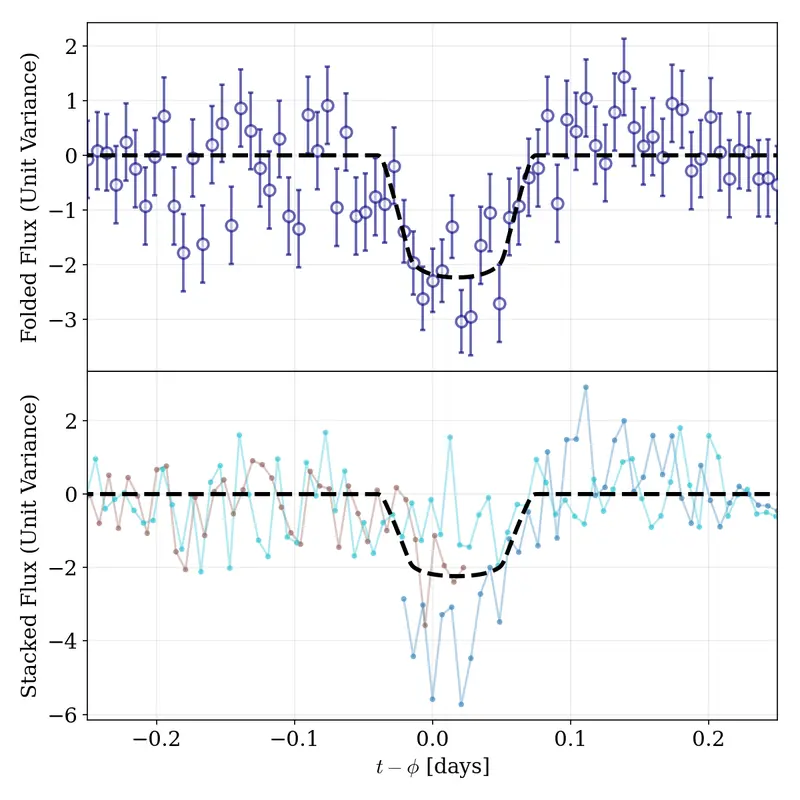 Folded Flux (Unit Variance)
2
1
0
−1
−2
−3
Stacked Flux (Unit Variance)
2
0
−2
−4
−6
−0.2 −0.1 0.0 0.1 0.2
t − ϕ [days]